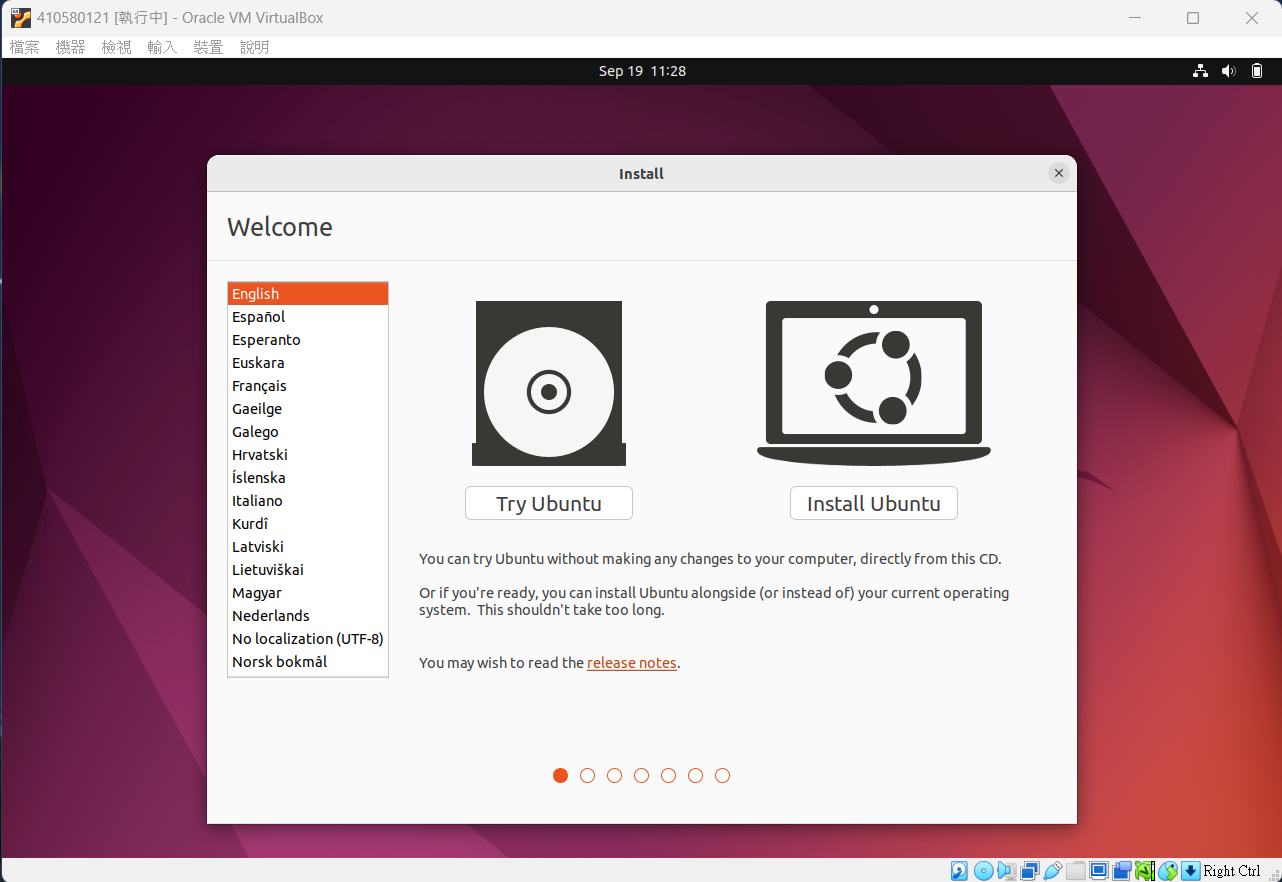 410580121 [執行中] - Oracle VM VirtualBox
檔案 機器 檢視 輸入 裝置 說明
Sep 19 11:28
Install
Welcome
English
Español
Esperanto
Euskara
Français
Gaeilge
Galego
Hrvatski
Íslenska
Italiano
Kurdî
Latviski
Lietuviškai
Magyar
Nederlands
No localization (UTF-8)
Norsk bokmål
Try Ubuntu
Install Ubuntu
You can try Ubuntu without making any changes to your computer, directly from this CD.
Or if you're ready, you can install Ubuntu alongside (or instead of) your current operating
system. This shouldn't take too long.
You may wish to read the release notes.
Right Ctrl